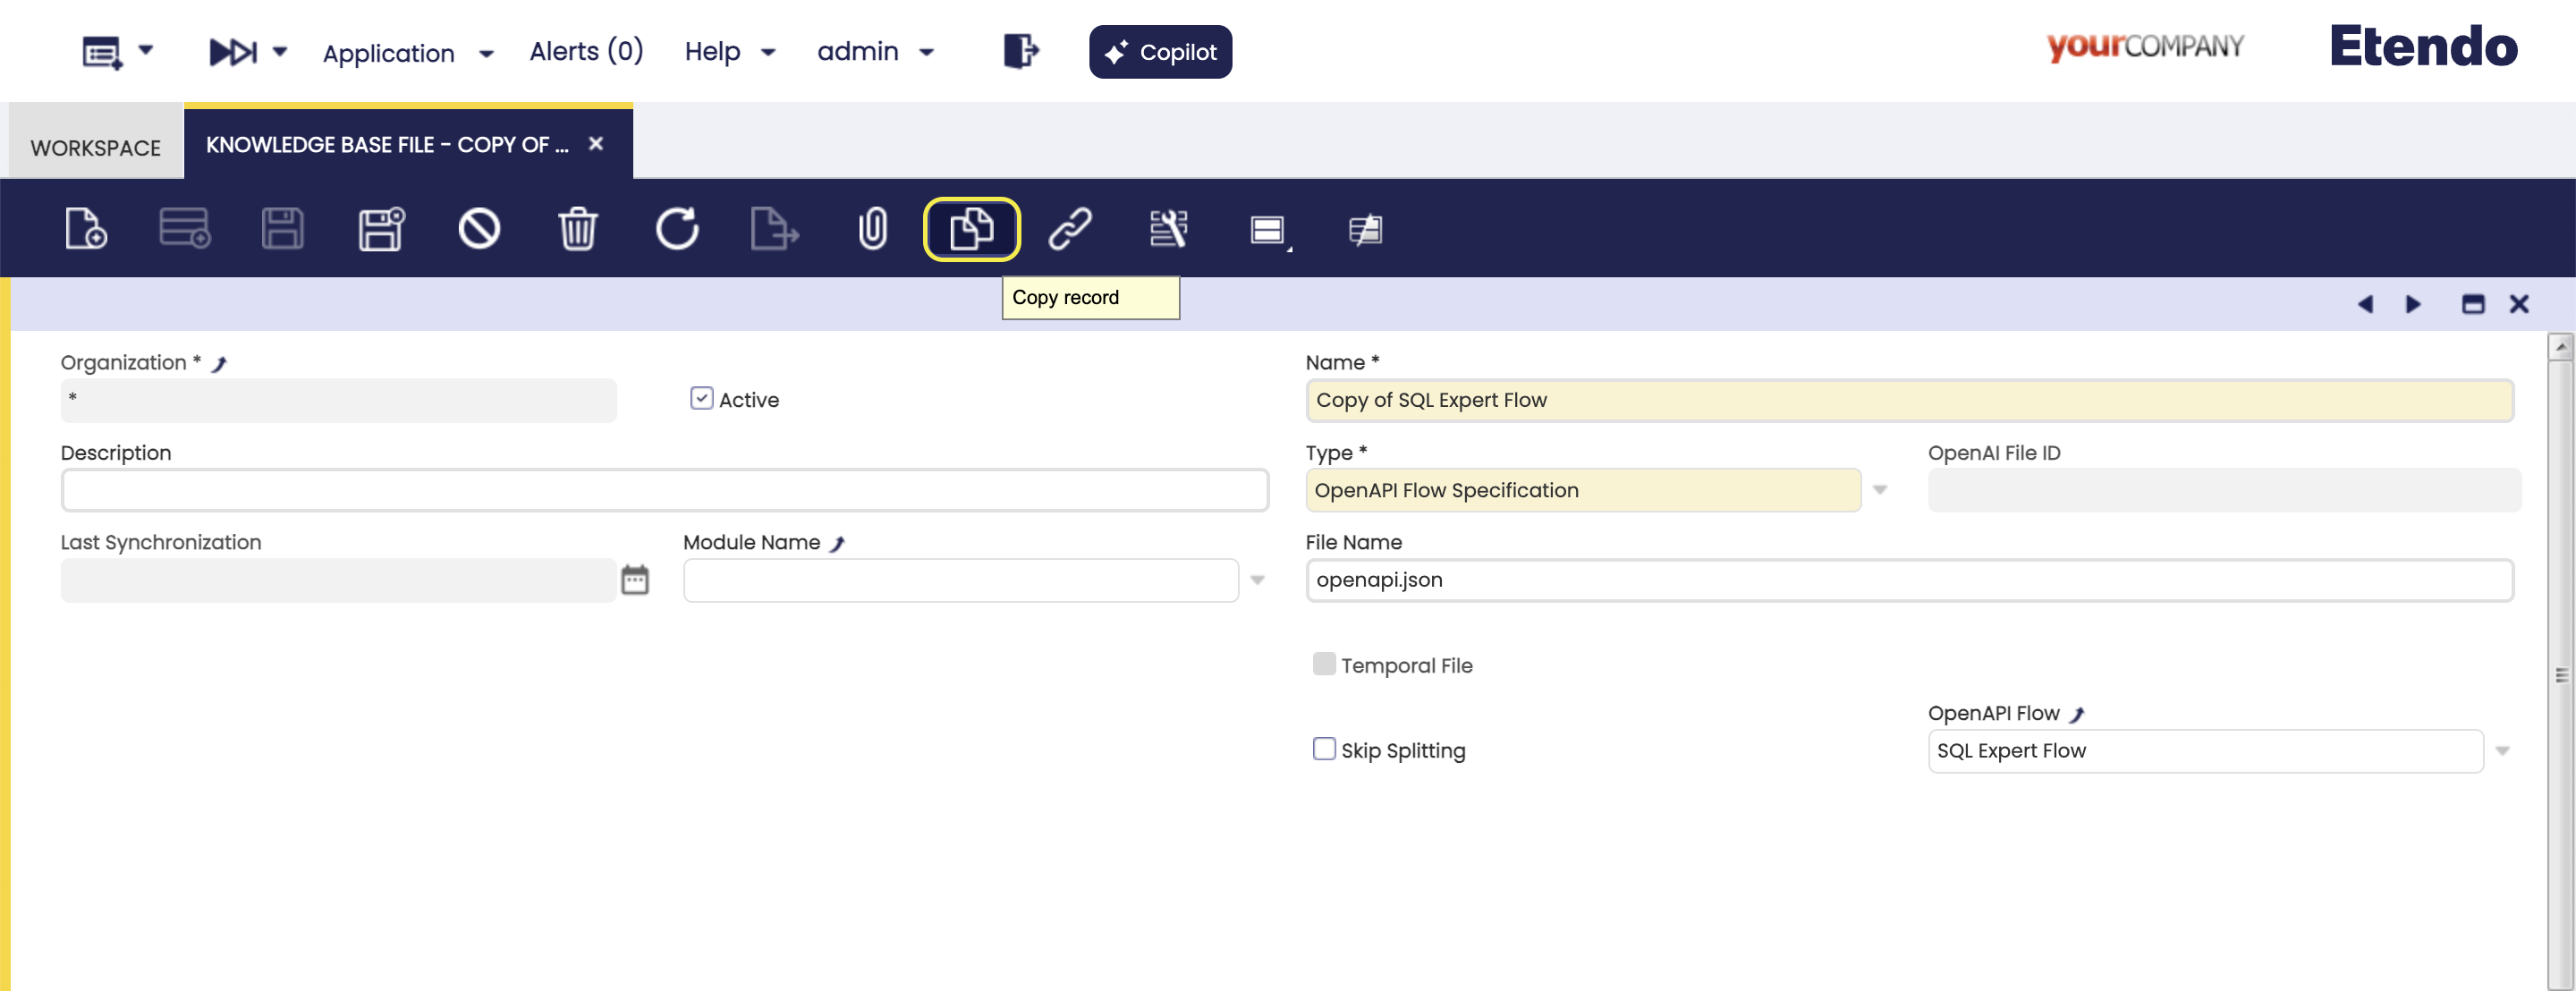 Application
Alerts (0)
Help
admin
Copilot
yourCOMPANY
Etendo
WORKSPACE
KNOWLEDGE BASE FILE - COPY OF ...
Copy record
Organization *
*
Active
Name *
Copy of SQL Expert Flow
Description
Type *
OpenAPI Flow Specification
OpenAI File ID
Last Synchronization
Module Name
File Name
openapi.json
Temporal File
OpenAPI Flow
Skip Splitting
SQL Expert Flow